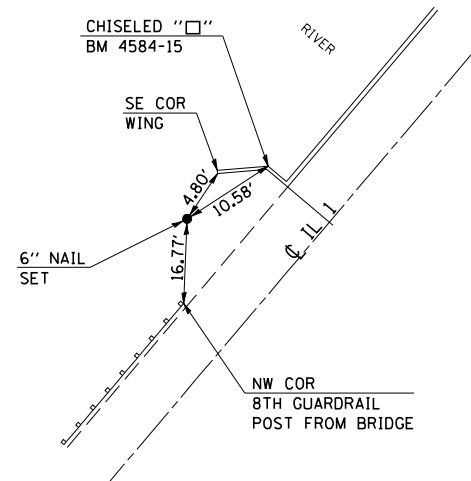 CHISELED "□"
BM 4584-15
RIVER
SE COR
WING
4.80'
10.58'
℄ IL 1
16.77'
6" NAIL
SET
NW COR
8TH GUARDRAIL
POST FROM BRIDGE